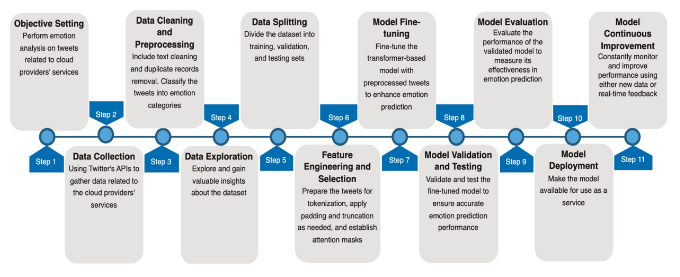 Objective Setting
Perform emotion
analysis on tweets
related to cloud
providers' services
Step 1
Step 2
Data Collection
Using Twitter's APIs to
gather data related to
the cloud providers'
services
Data Cleaning
and
Preprocessing
Include text cleaning
and duplicate records
removal. Classify the
tweets into emotion
categories
Step 3
Step 4
Data Exploration
Explore and gain
valuable insights
about the dataset
Data Splitting
Divide the dataset into
training, validation,
and testing sets
Step 5
Step 6
Feature
Engineering and
Selection
Prepare the tweets for
tokenization, apply
padding and truncation
as needed, and establish
attention masks
Model Fine-
tuning
Fine-tune the
transformer-based
model with
preprocessed tweets
to enhance emotion
prediction
Step 7
Step 8
Model Validation
and Testing
Validate and test the
fine-tuned model to
ensure accurate
emotion prediction
performance
Model Evaluation
Evaluate the
performance of the
validated model to
measure its
effectiveness in
emotion prediction
Step 9
Step 10
Model
Deployment
Make the model
available for use as a
service
Model
Continuous
Improvement
Constantly monitor
and improve
performance using
either new data or
real-time feedback
Step 11